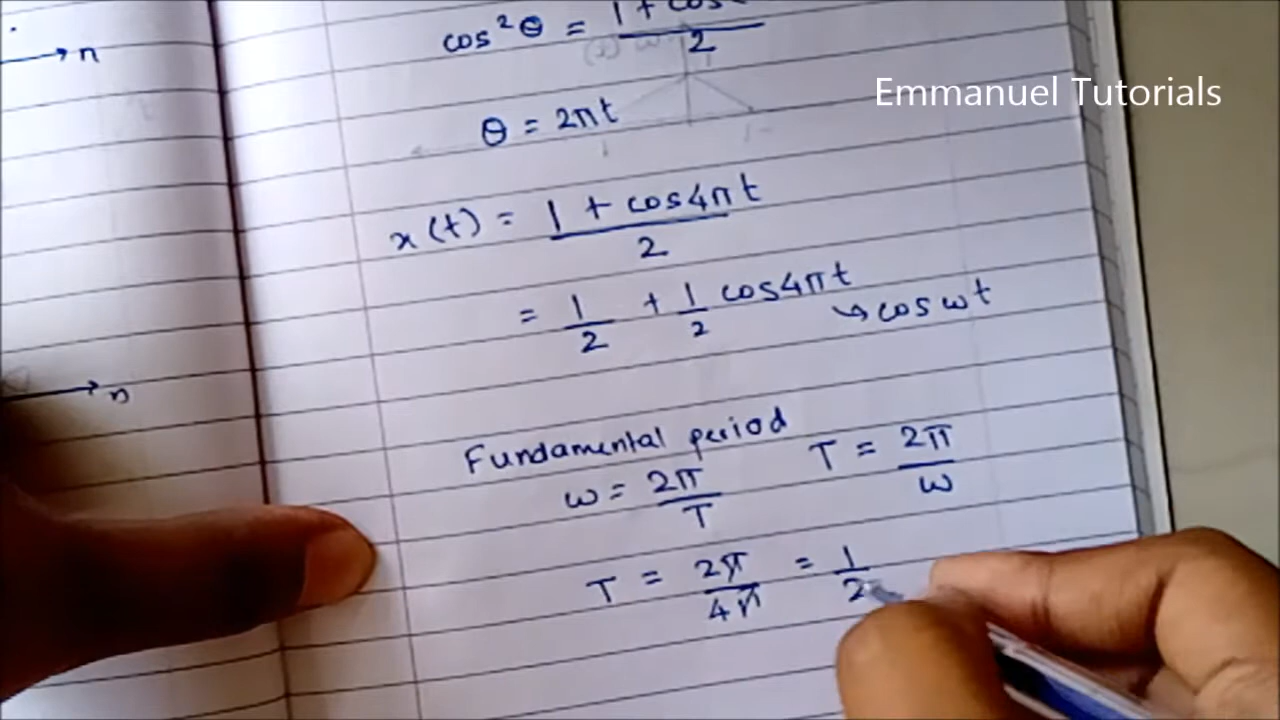 cos²θ = 1 + cos / 2
Emmanuel Tutorials
n
θ = 2πt
x(t) = 1 + cos4πt / 2
= 1/2 + 1/2 cos4πt
↳ cos ωt
n
Fundamental period
ω = 2π/T
T = 2π/ω
T = 2π/4π = 1/2